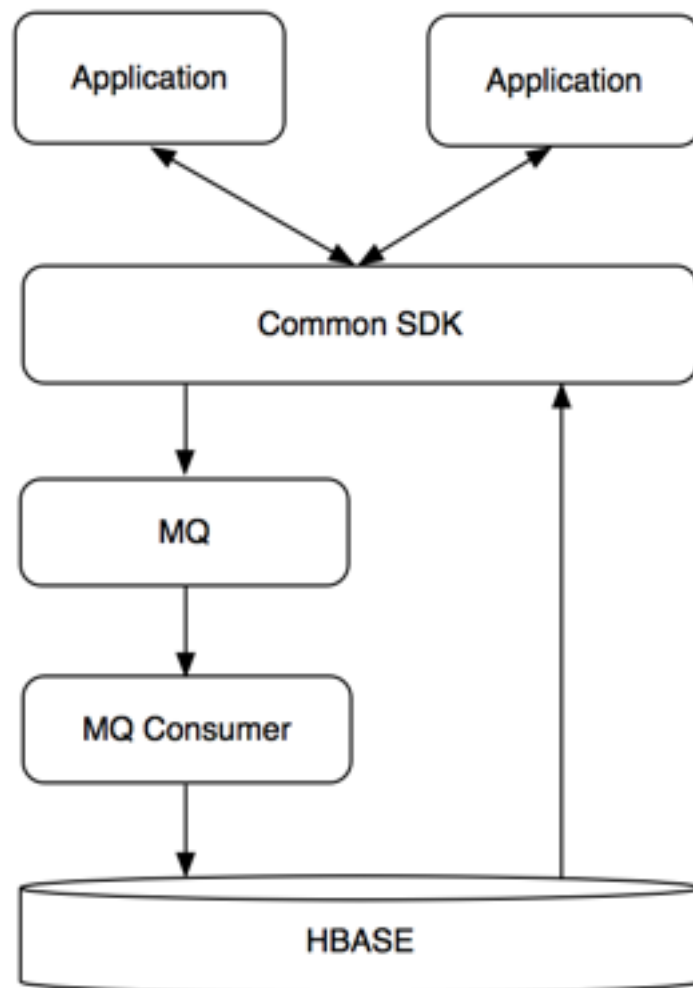 Application
Application
Common SDK
MQ
MQ Consumer
HBASE